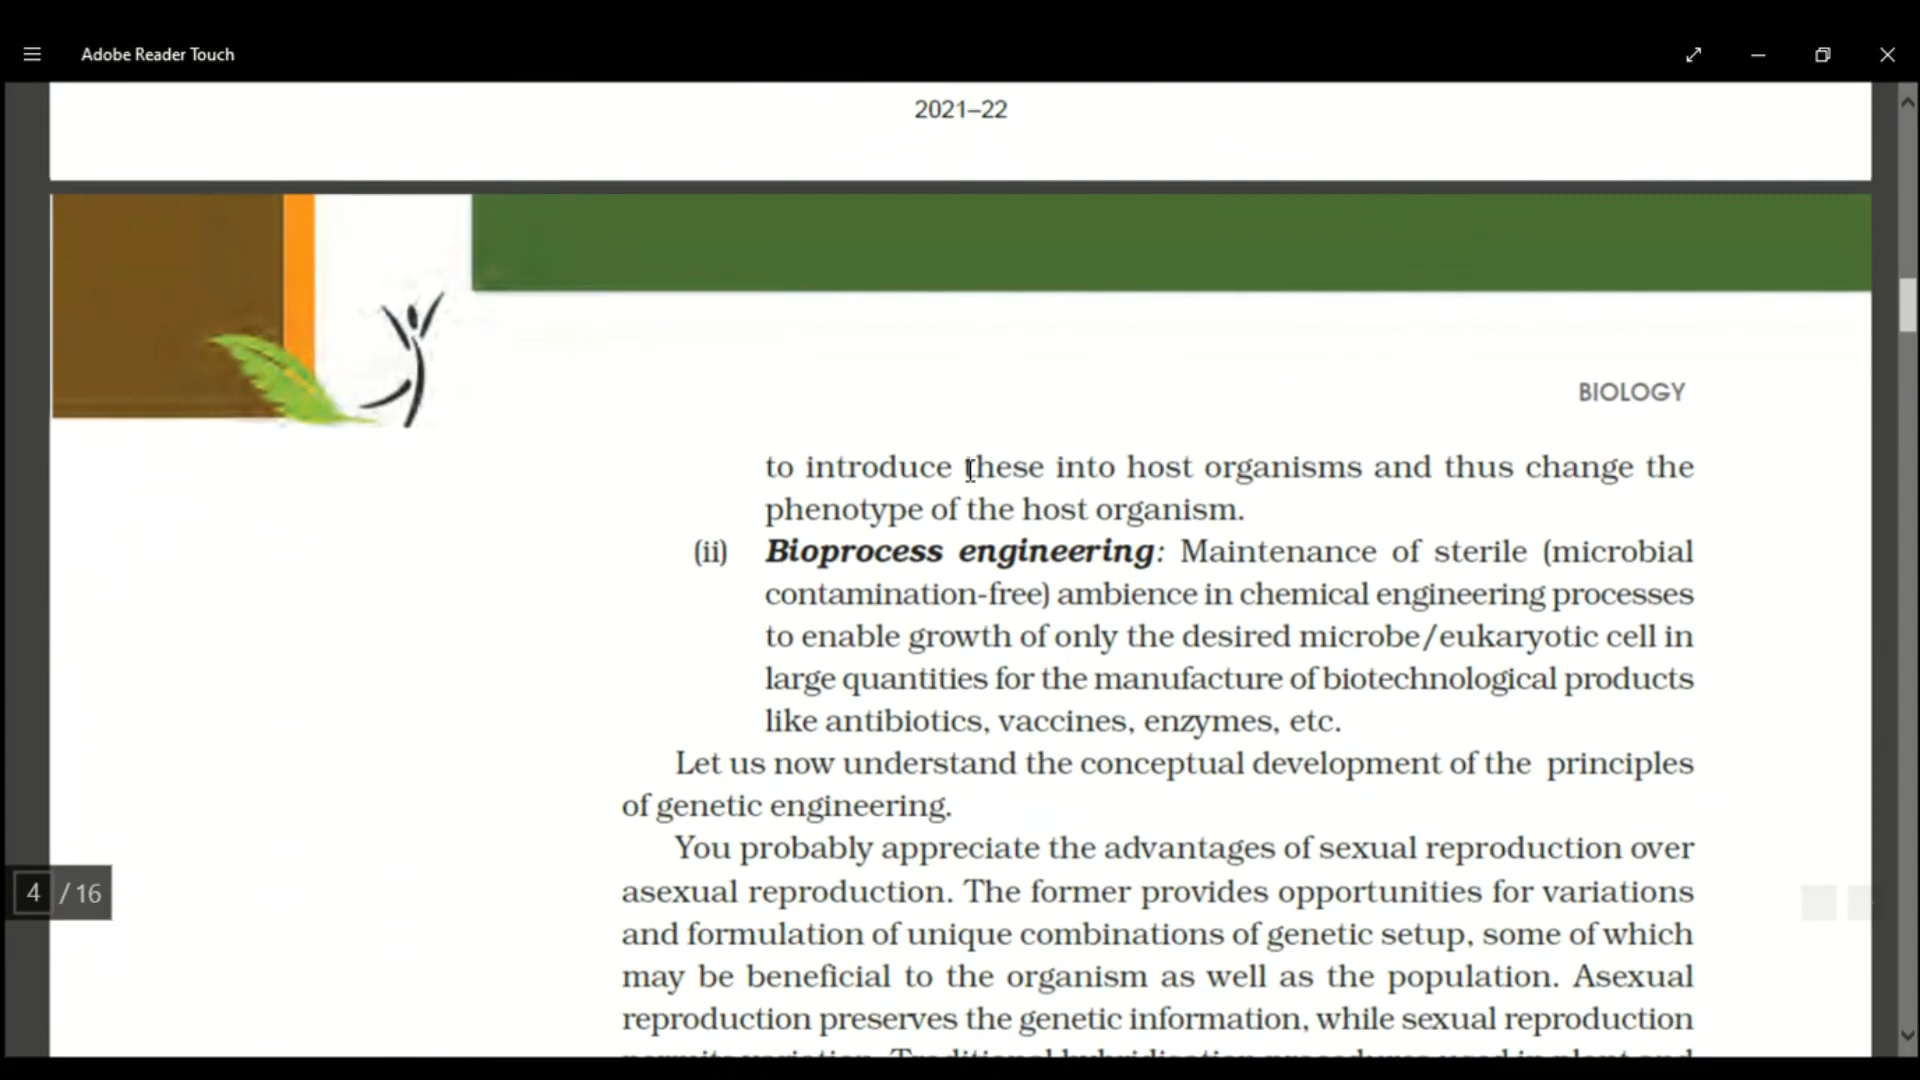 Adobe Reader Touch
2021–22
BIOLOGY
to introduce these into host organisms and thus change the
phenotype of the host organism.
(ii) Bioprocess engineering: Maintenance of sterile (microbial
contamination-free) ambience in chemical engineering processes
to enable growth of only the desired microbe/eukaryotic cell in
large quantities for the manufacture of biotechnological products
like antibiotics, vaccines, enzymes, etc.
Let us now understand the conceptual development of the principles
of genetic engineering.
You probably appreciate the advantages of sexual reproduction over
asexual reproduction. The former provides opportunities for variations
and formulation of unique combinations of genetic setup, some of which
may be beneficial to the organism as well as the population. Asexual
reproduction preserves the genetic information, while sexual reproduction
4 / 16